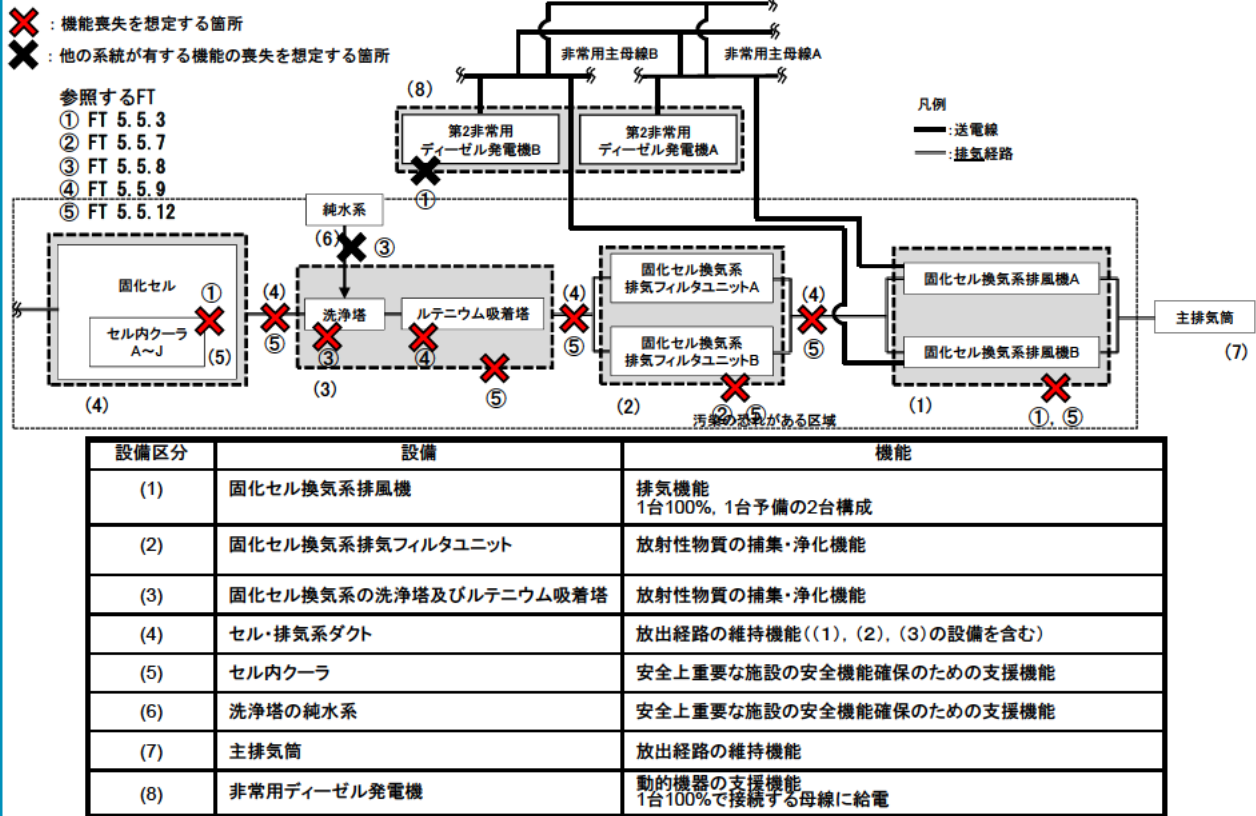 ：機能喪失を想定する箇所
：他の系統が有する機能の喪失を想定する箇所
参照するFT
① FT 5.5.3
② FT 5.5.7
③ FT 5.5.8
④ FT 5.5.9
⑤ FT 5.5.12
非常用主母線B
非常用主母線A
(8)
第2非常用
ディーゼル発電機B
第2非常用
ディーゼル発電機A
①
凡例
:送電線
:排気経路
純水系
(6)
③
固化セル
①
セル内クーラ
A～J
(5)
(4)
(4)
⑤
洗浄塔
③
ルテニウム吸着塔
④
⑤
(3)
(4)
⑤
固化セル換気系
排気フィルタユニットA
固化セル換気系
排気フィルタユニットB
(2)
②, ⑤
(4)
⑤
固化セル換気系排風機A
固化セル換気系排風機B
(1)
①, ⑤
主排気筒
(7)
汚染の恐れがある区域
設備区分 設備 機能
(1) 固化セル換気系排風機 排気機能
1台100%, 1台予備の2台構成
(2) 固化セル換気系排気フィルタユニット 放射性物質の捕集・浄化機能
(3) 固化セル換気系の洗浄塔及びルテニウム吸着塔 放射性物質の捕集・浄化機能
(4) セル・排気系ダクト 放出経路の維持機能((1), (2), (3)の設備を含む)
(5) セル内クーラ 安全上重要な施設の安全機能確保のための支援機能
(6) 洗浄塔の純水系 安全上重要な施設の安全機能確保のための支援機能
(7) 主排気筒 放出経路の維持機能
(8) 非常用ディーゼル発電機 動的機器の支援機能
1台100%で接続する母線に給電